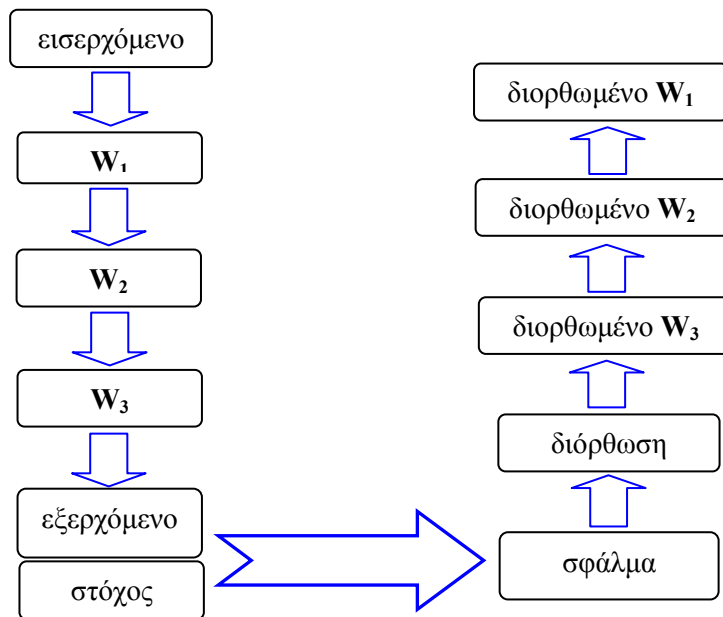 εισερχόμενο
W₁
W₂
W₃
εξερχόμενο
στόχος
διορθωμένο W₁
διορθωμένο W₂
διορθωμένο W₃
διόρθωση
σφάλμα